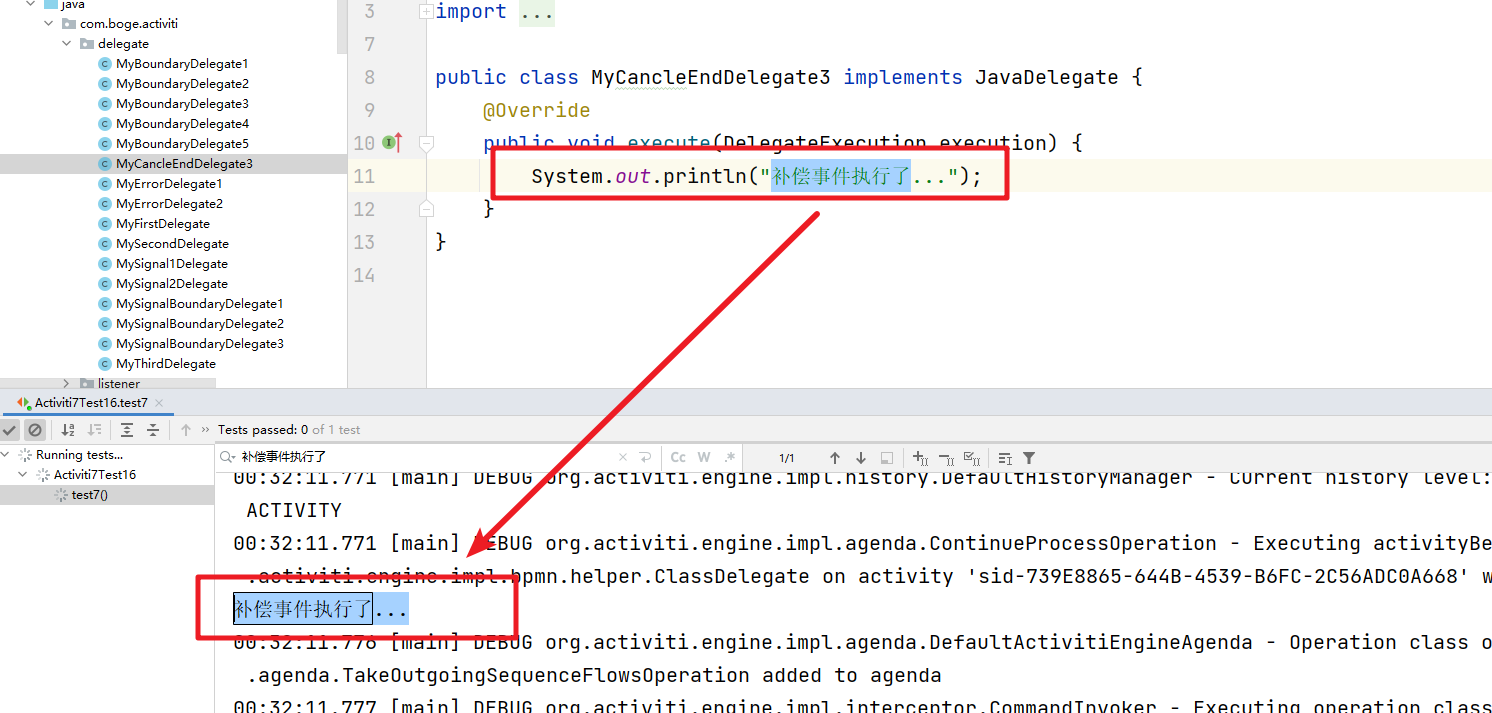 java
com.boge.activiti
delegate
MyBoundaryDelegate1
MyBoundaryDelegate2
MyBoundaryDelegate3
MyBoundaryDelegate4
MyBoundaryDelegate5
MyCancleEndDelegate3
MyErrorDelegate1
MyErrorDelegate2
MyFirstDelegate
MySecondDelegate
MySignal1Delegate
MySignal2Delegate
MySignalBoundaryDelegate1
MySignalBoundaryDelegate2
MySignalBoundaryDelegate3
MyThirdDelegate
listener
3 import ...
7
8 public class MyCancleEndDelegate3 implements JavaDelegate {
9 @Override
10 public void execute(DelegateExecution execution) {
11 System.out.println("补偿事件执行了...");
12 }
13 }
14
Activiti7Test16.test7
Tests passed: 0 of 1 test
Running tests...
Activiti7Test16
test7()
补偿事件执行了
Cc W .* 1/1
00:32:11.771 [main] DEBUG org.activiti.engine.impl.history.DefaultHistoryManager - Current history level:
ACTIVITY
00:32:11.771 [main] DEBUG org.activiti.engine.impl.agenda.ContinueProcessOperation - Executing activityBe
.activiti.engine.impl.bpmn.helper.ClassDelegate on activity 'sid-739E8865-644B-4539-B6FC-2C56ADC0A668' w
补偿事件执行了...
00:32:11.776 [main] DEBUG org.activiti.engine.impl.agenda.DefaultActivitiEngineAgenda - Operation class o
.agenda.TakeOutgoingSequenceFlowsOperation added to agenda
00:32:11.777 [main] DEBUG org.activiti.engine.impl.interceptor.CommandInvoker - Executing operation class